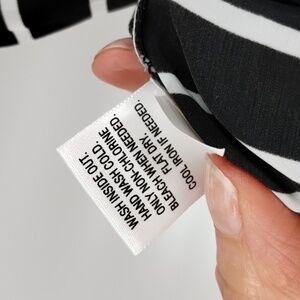 WASH INSIDE OUT.
HAND WASH COLD.
ONLY NON-CHLORINE
BLEACH WHEN NEEDED.
FLAT DRY.
COOL IRON IF NEEDED.